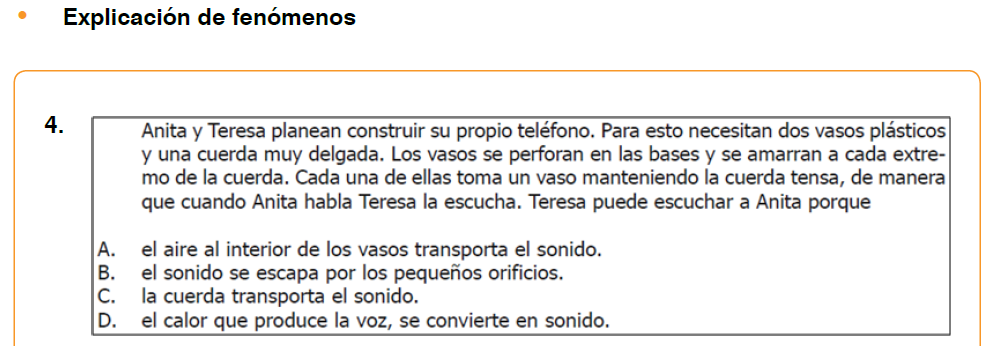 • Explicación de fenómenos
4.
Anita y Teresa planean construir su propio teléfono. Para esto necesitan dos vasos plásticos
y una cuerda muy delgada. Los vasos se perforan en las bases y se amarran a cada extre-
mo de la cuerda. Cada una de ellas toma un vaso manteniendo la cuerda tensa, de manera
que cuando Anita habla Teresa la escucha. Teresa puede escuchar a Anita porque
A. el aire al interior de los vasos transporta el sonido.
B. el sonido se escapa por los pequeños orificios.
C. la cuerda transporta el sonido.
D. el calor que produce la voz, se convierte en sonido.